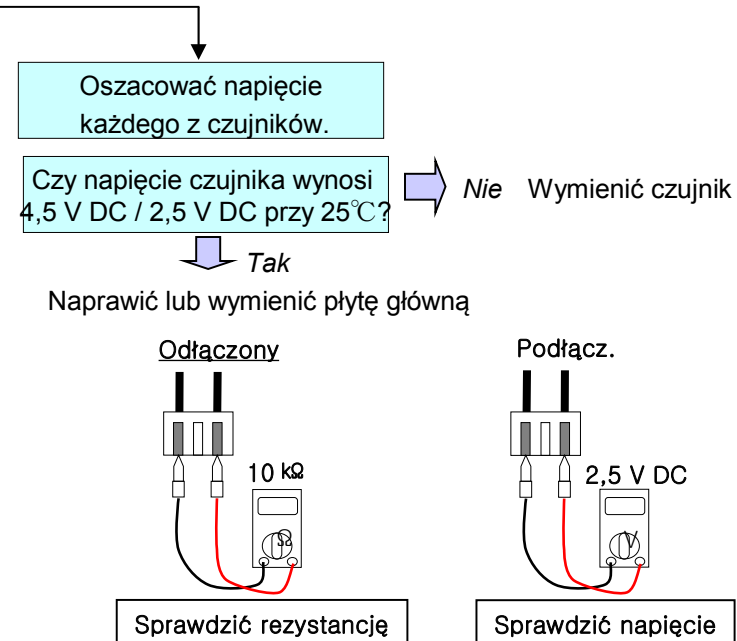 Oszacować napięcie
każdego z czujników.
Czy napięcie czujnika wynosi
4,5 V DC / 2,5 V DC przy 25℃?
Nie Wymienić czujnik
Tak
Naprawić lub wymienić płytę główną
Odłączony
Podłącz.
10 kΩ
2,5 V DC
Ω
V
Sprawdzić rezystancję
Sprawdzić napięcie